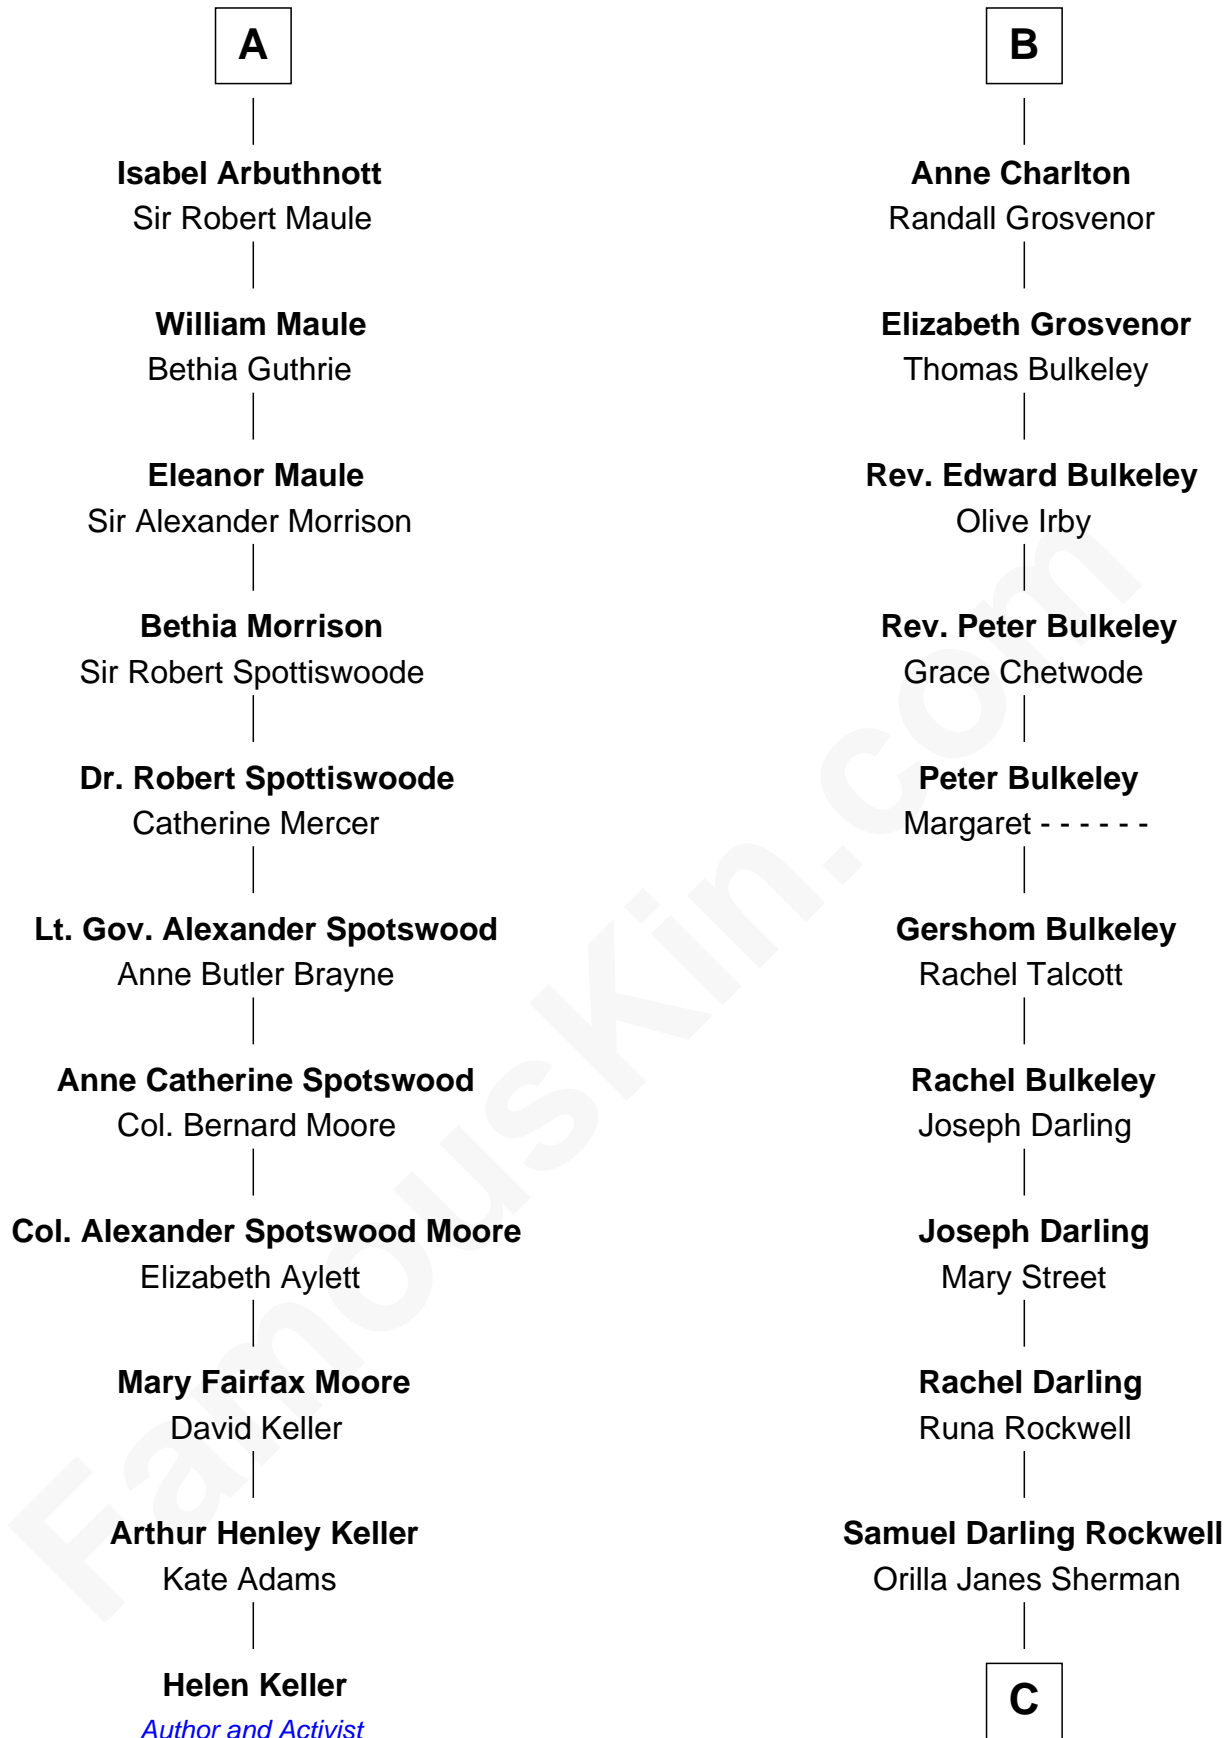 A
Isabel Arbuthnott
Sir Robert Maule
William Maule
Bethia Guthrie
Eleanor Maule
Sir Alexander Morrison
Bethia Morrison
Sir Robert Spottiswoode
Dr. Robert Spottiswoode
Catherine Mercer
Lt. Gov. Alexander Spotswood
Anne Butler Brayne
Anne Catherine Spotswood
Col. Bernard Moore
Col. Alexander Spotswood Moore
Elizabeth Aylett
Mary Fairfax Moore
David Keller
Arthur Henley Keller
Kate Adams
Helen Keller
Author and Activist
B
Anne Charlton
Randall Grosvenor
Elizabeth Grosvenor
Thomas Bulkeley
Rev. Edward Bulkeley
Olive Irby
Rev. Peter Bulkeley
Grace Chetwode
Peter Bulkeley
Margaret - - - - - -
Gershom Bulkeley
Rachel Talcott
Rachel Bulkeley
Joseph Darling
Joseph Darling
Mary Street
Rachel Darling
Runa Rockwell
Samuel Darling Rockwell
Orilla Janes Sherman
C
FamousKin.com